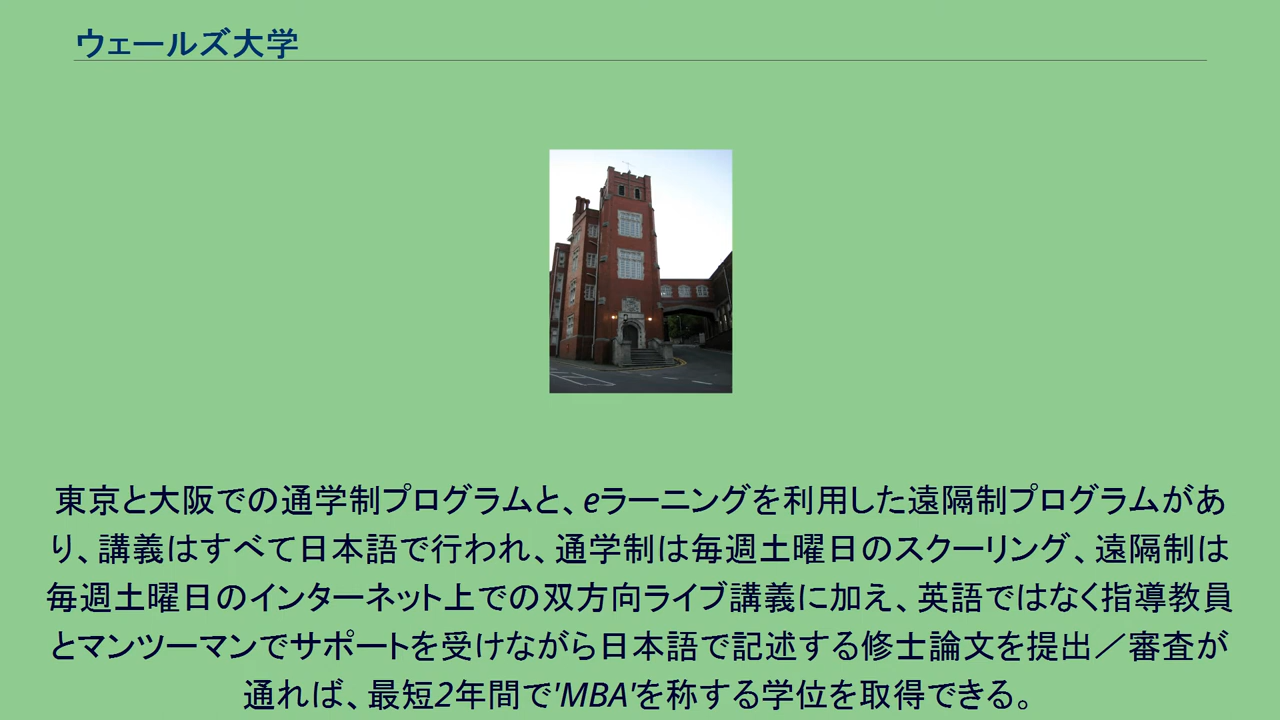 ウェールズ大学
東京と大阪での通学制プログラムと、eラーニングを利用した遠隔制プログラムがあ
り、講義はすべて日本語で行われ、通学制は毎週土曜日のスクーリング、遠隔制は
毎週土曜日のインターネット上での双方向ライブ講義に加え、英語ではなく指導教員
とマンツーマンでサポートを受けながら日本語で記述する修士論文を提出／審査が
通れば、最短2年間で'MBA'を称する学位を取得できる。